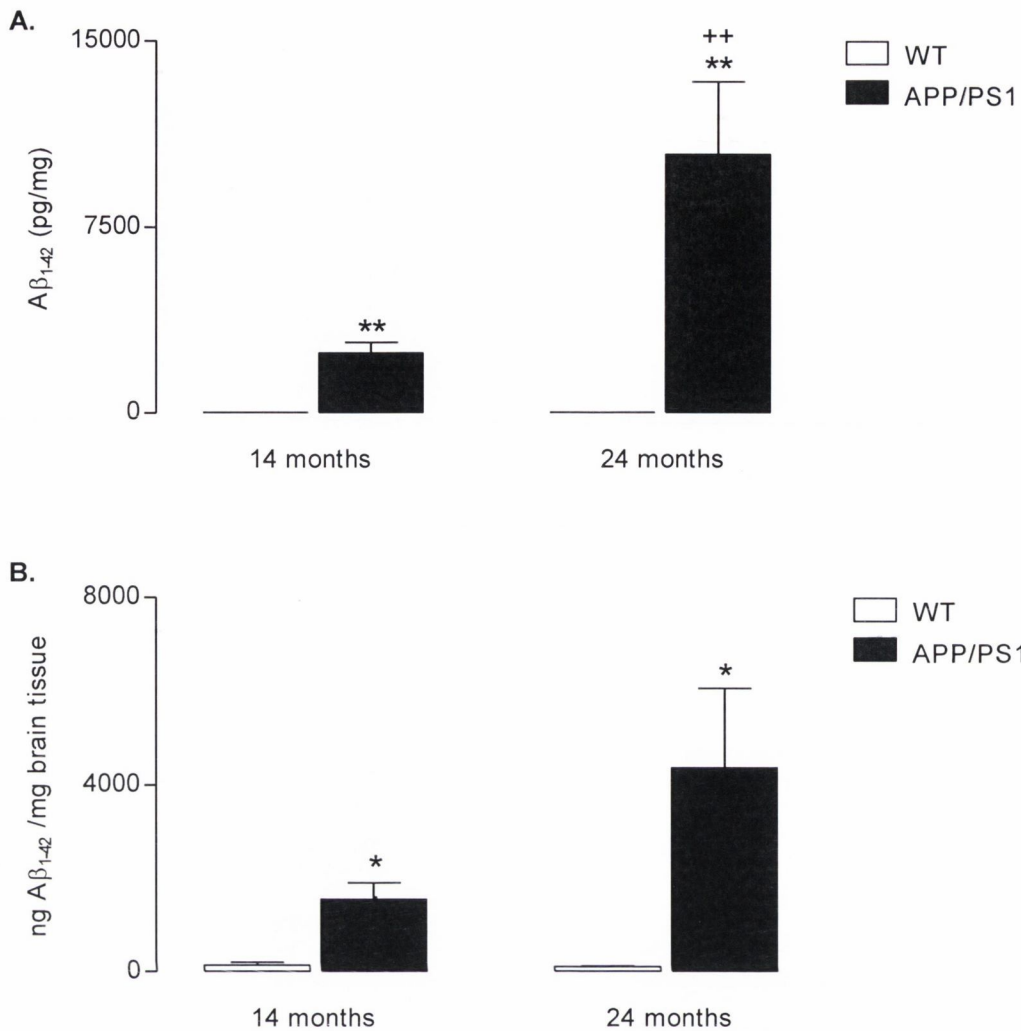 A.
15000
7500
0
Aβ1-42 (pg/mg)
**
++
**
14 months
24 months
WT
APP/PS1
B.
8000
4000
0
ng Aβ1-42 /mg brain tissue
*
*
14 months
24 months
WT
APP/PS1